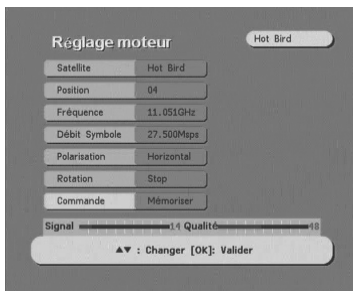 Réglage moteur
Hot Bird
Satellite Hot Bird
Position 04
Fréquence 11.051GHz
Débit Symbole 27.500Msps
Polarisation Horizontal
Rotation Stop
Commande Mémoriser
Signal 14 Qualité 48
▲▼ : Changer [OK]: Valider